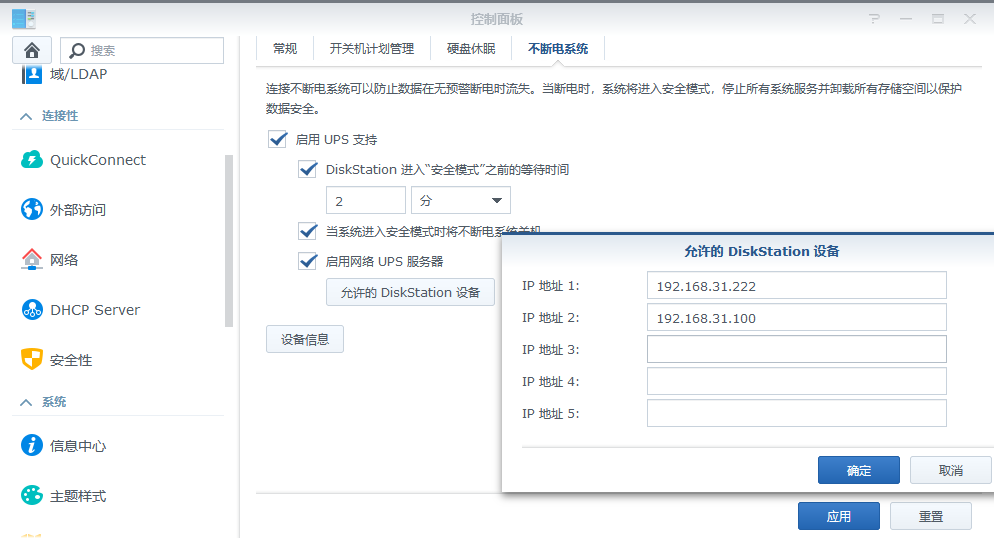 控制面板
搜索
域/LDAP
连接性
QuickConnect
外部访问
网络
DHCP Server
安全性
系统
信息中心
主题样式
常规
开关机计划管理
硬盘休眠
不断电系统
连接不断电系统可以防止数据在无预警断电时流失。当断电时，系统将进入安全模式，停止所有系统服务并卸载所有存储空间以保护
数据安全。
启用 UPS 支持
DiskStation 进入“安全模式”之前的等待时间
2
分
当系统进入安全模式时将不断电系统关机
启用网络 UPS 服务器
允许的 DiskStation 设备
设备信息
允许的 DiskStation 设备
IP 地址 1:
192.168.31.222
IP 地址 2:
192.168.31.100
IP 地址 3:
IP 地址 4:
IP 地址 5:
确定
取消
应用
重置